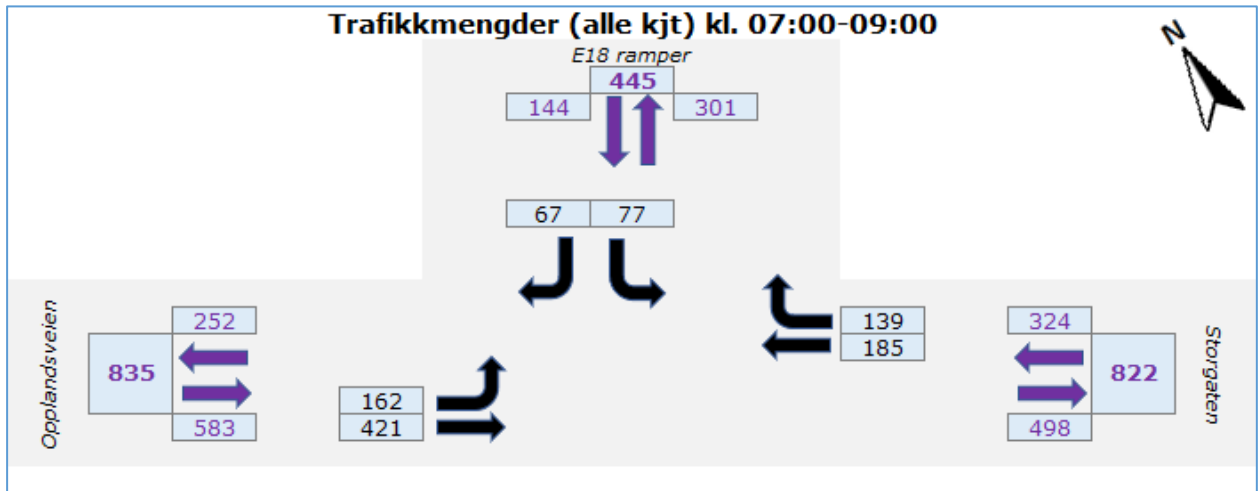 Trafikkmengder (alle kjt) kl. 07:00-09:00
N
E18 ramper
445
144 301
67 77
Opplandsveien
252
835
583
162
421
139
185
324
822
498
Storgaten